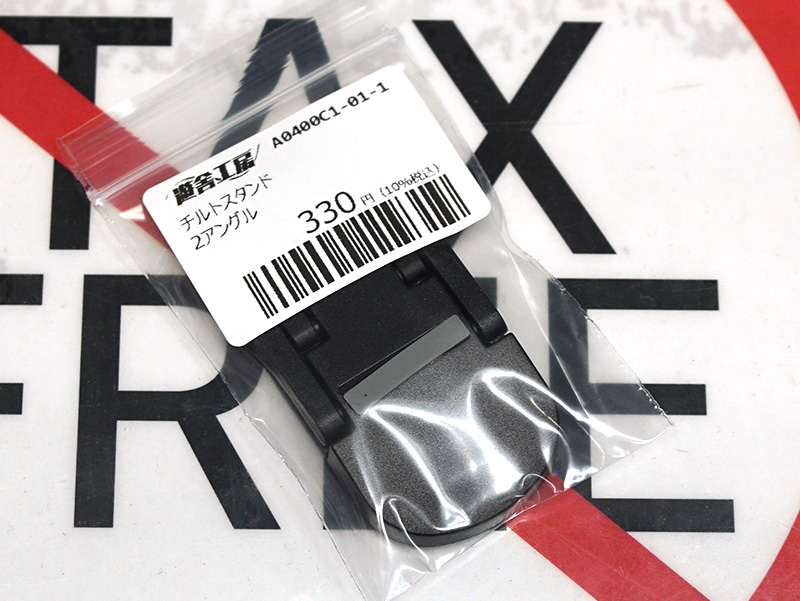 TAX
FREE
遊舎工房 A0400C1-01-1
チルトスタンド
2アングル
330円 (10%税込)